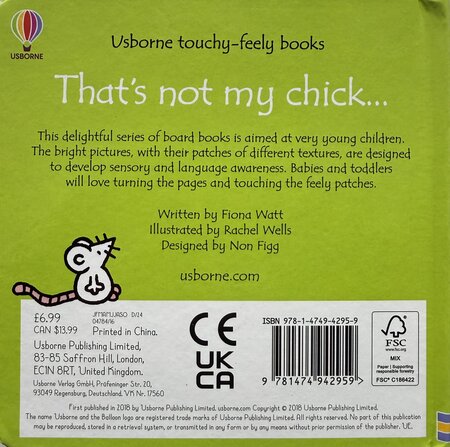 USBORNE
Usborne touchy-feely books
That's not my chick...
This delightful series of board books is aimed at very young children.
The bright pictures, with their patches of different textures, are designed
to develop sensory and language awareness. Babies and toddlers
will love turning the pages and touching the feely patches.
Written by Fiona Watt
Illustrated by Rachel Wells
Designed by Non Figg
usborne.com
£6.99
CAN $13.99
JFMAMJJASO D/24
04784/16
Printed in China.
Usborne Publishing Limited,
83-85 Saffron Hill, London,
EC1N 8RT, United Kingdom.
Usborne Verlag GmbH, Prüfeninger Str. 20,
93049 Regensburg, Deutschland, VK Nr. 17560
CE
UK
CA
ISBN 978-1-4749-4295-9
9 781474 942959
FSC
www.fsc.org
MIX
Paper | Supporting
responsible forestry
FSC® C186422
First published in 2018 by Usborne Publishing Limited. usborne.com Copyright © 2018 Usborne Publishing Limited.
The name Usborne and the Balloon logo are registered trade marks of Usborne Publishing Limited. All rights reserved. No part of this publication
may be reproduced, stored in a retrieval system, or transmitted in any form or by any means without prior permission of the publisher. UE.